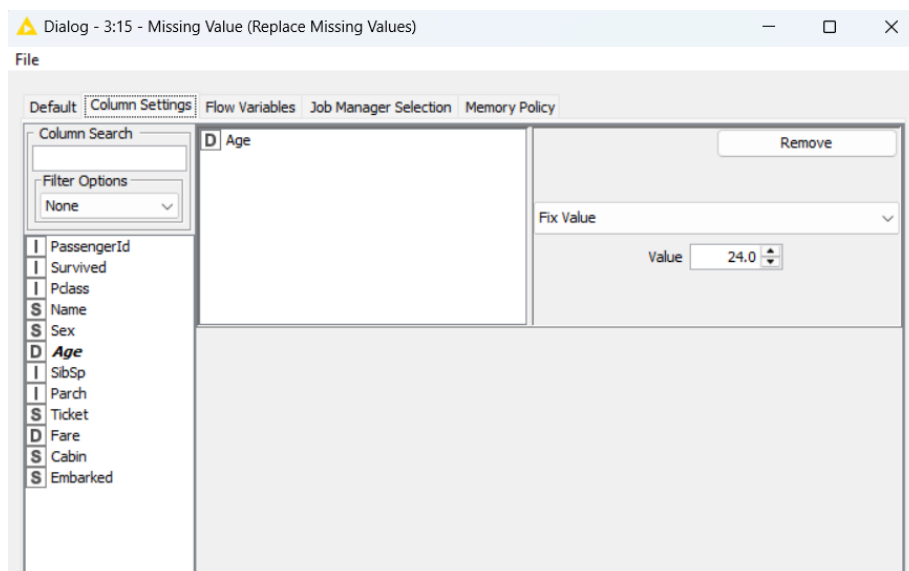 Dialog - 3:15 - Missing Value (Replace Missing Values)
File
Default Column Settings Flow Variables Job Manager Selection Memory Policy
Column Search
Filter Options
None
I PassengerId
I Survived
I Pclass
S Name
S Sex
D Age
I SibSp
I Parch
S Ticket
D Fare
S Cabin
S Embarked
D Age
Remove
Fix Value
Value 24.0